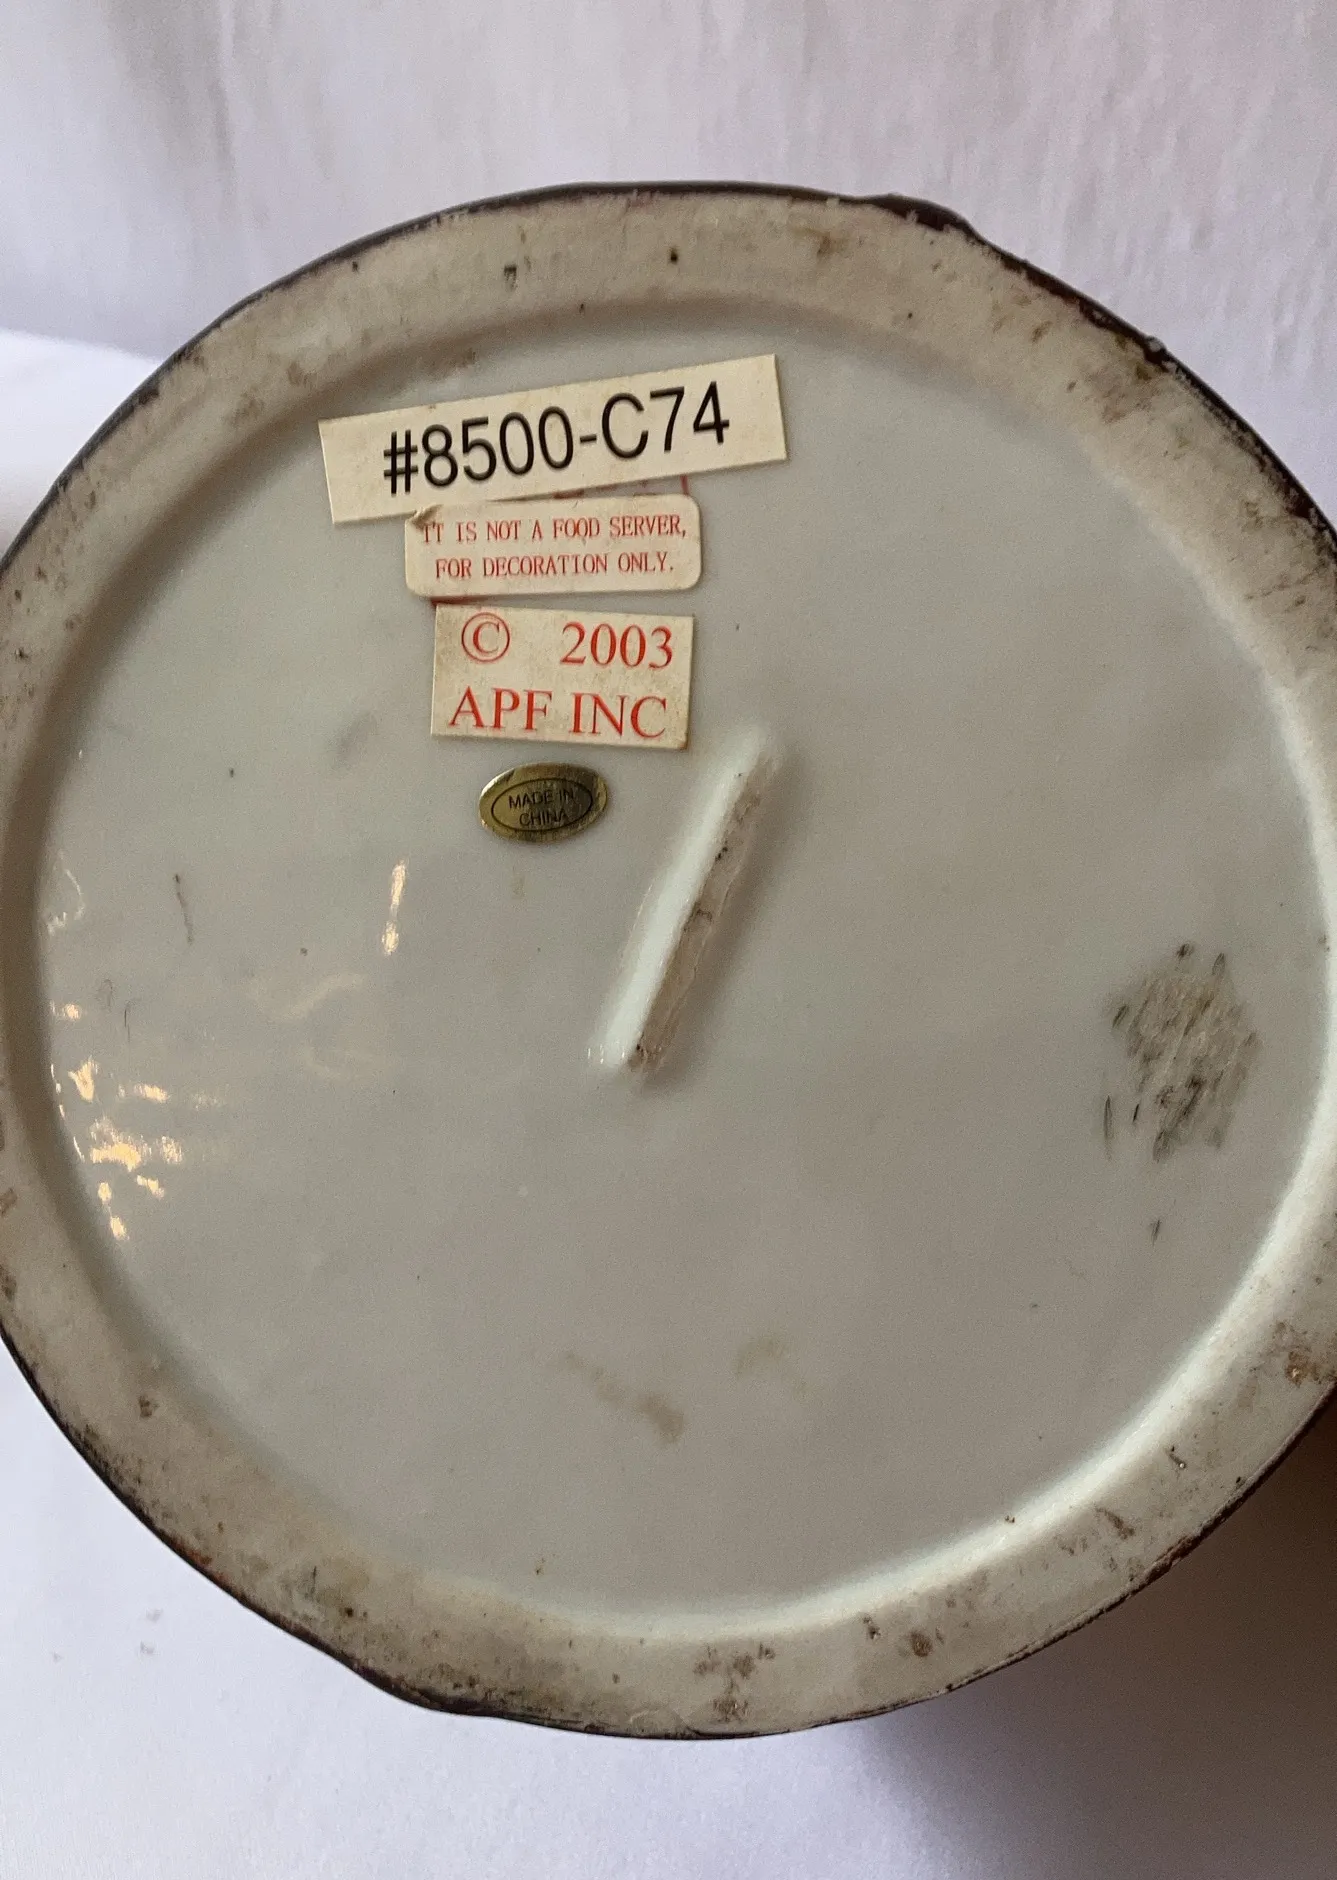 #8500-C74
IT IS NOT A FOOD SERVER,
FOR DECORATION ONLY.
© 2003
APF INC
MADE IN
CHINA